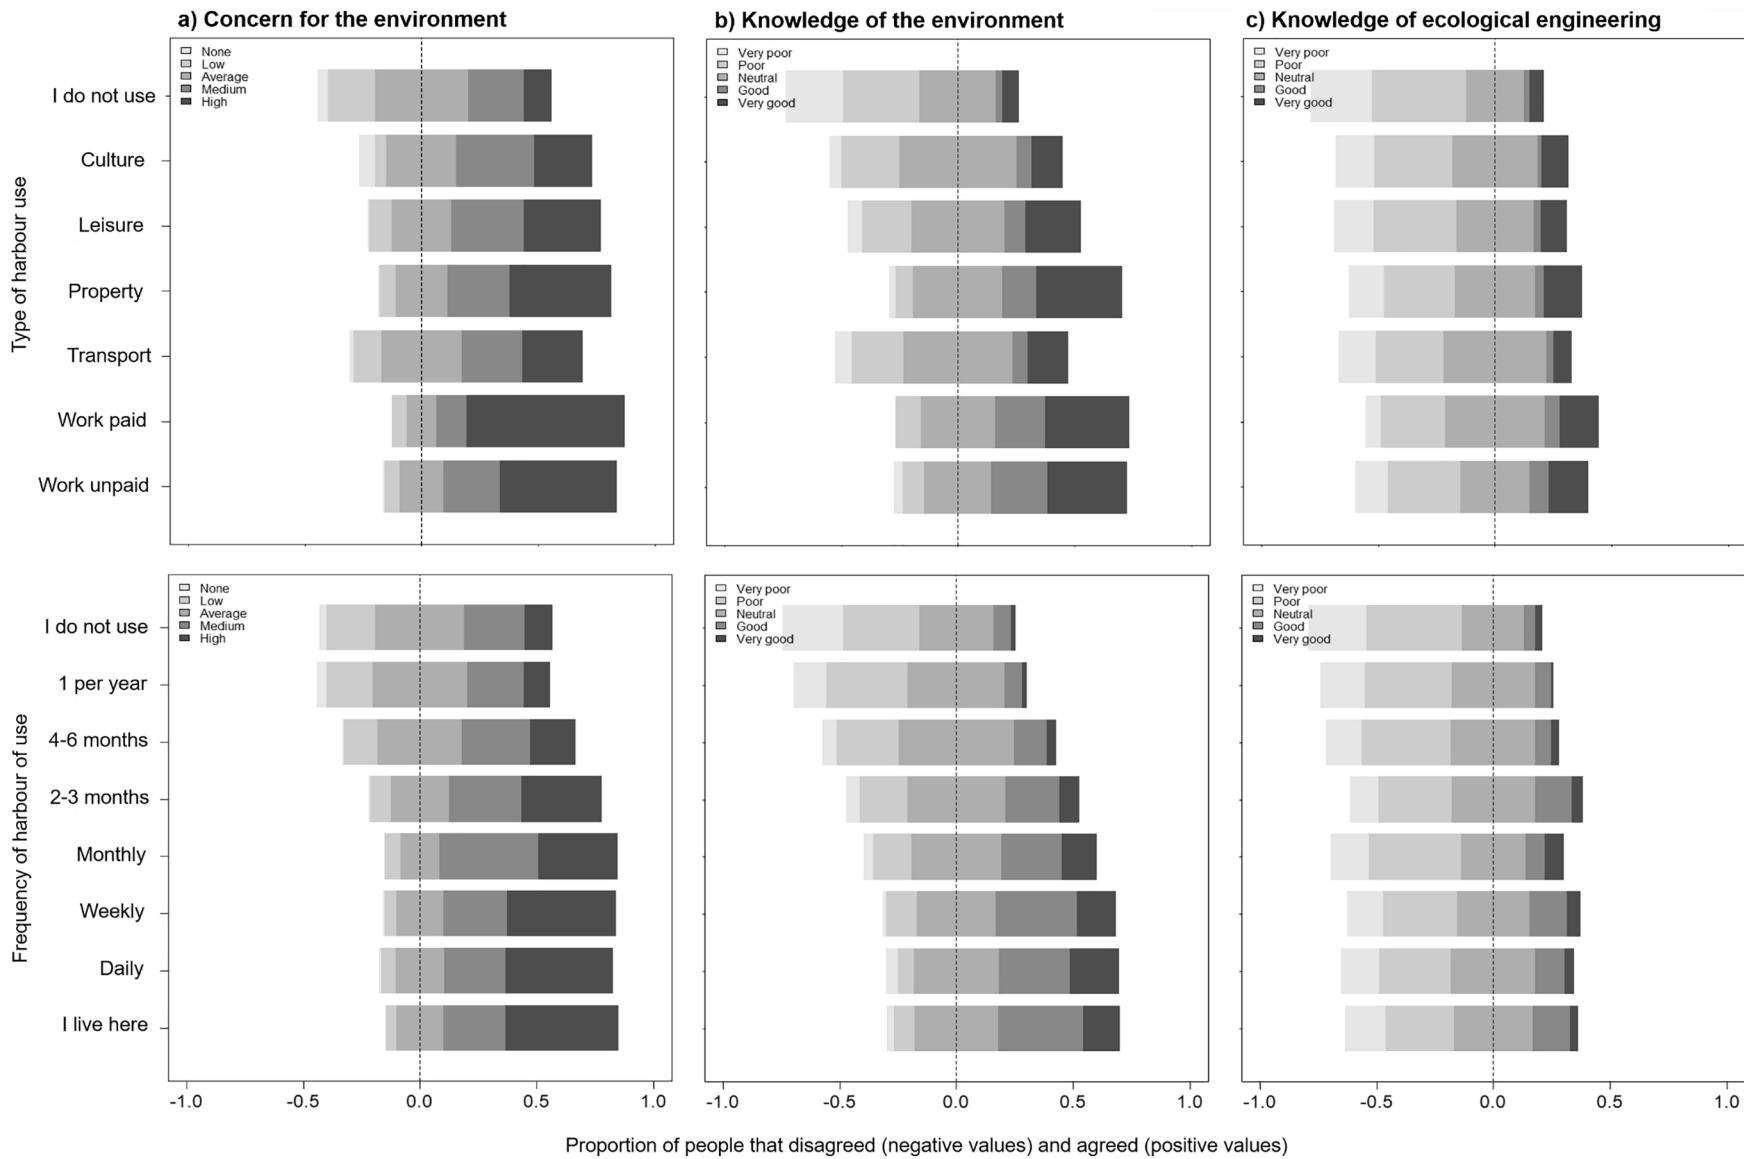 a) Concern for the environment
b) Knowledge of the environment
c) Knowledge of ecological engineering
None
Low
Average
Medium
High
Very poor
Poor
Neutral
Good
Very good
Very poor
Poor
Neutral
Good
Very good
Type of harbour use
I do not use
Culture
Leisure
Property
Transport
Work paid
Work unpaid
None
Low
Average
Medium
High
Very poor
Poor
Neutral
Good
Very good
Very poor
Poor
Neutral
Good
Very good
Frequency of harbour of use
I do not use
1 per year
4-6 months
2-3 months
Monthly
Weekly
Daily
I live here
-1.0 -0.5 0.0 0.5 1.0
-1.0 -0.5 0.0 0.5 1.0
-1.0 -0.5 0.0 0.5 1.0
Proportion of people that disagreed (negative values) and agreed (positive values)